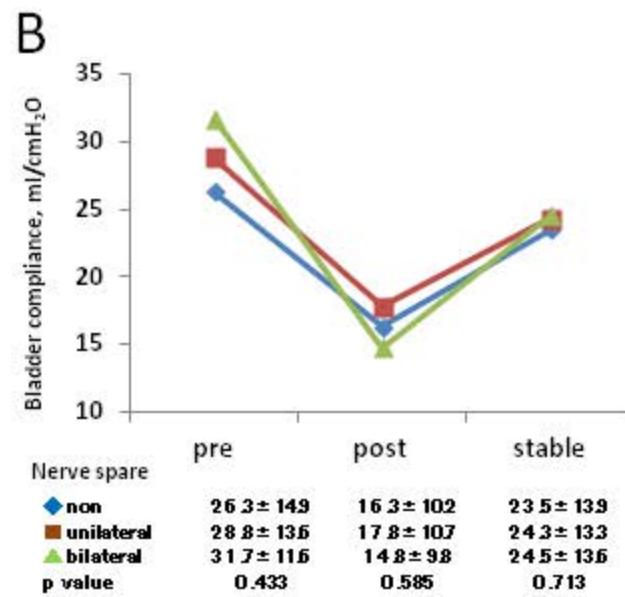 B
Bladder compliance, ml/cmH₂O
35
30
25
20
15
10
pre post stable
Nerve spare
non 26.3 ± 14.9 16.3 ± 10.2 23.5 ± 13.9
unilateral 28.8 ± 13.6 17.8 ± 10.7 24.3 ± 13.3
bilateral 31.7 ± 11.6 14.8 ± 9.8 24.5 ± 13.6
p value 0.433 0.585 0.713